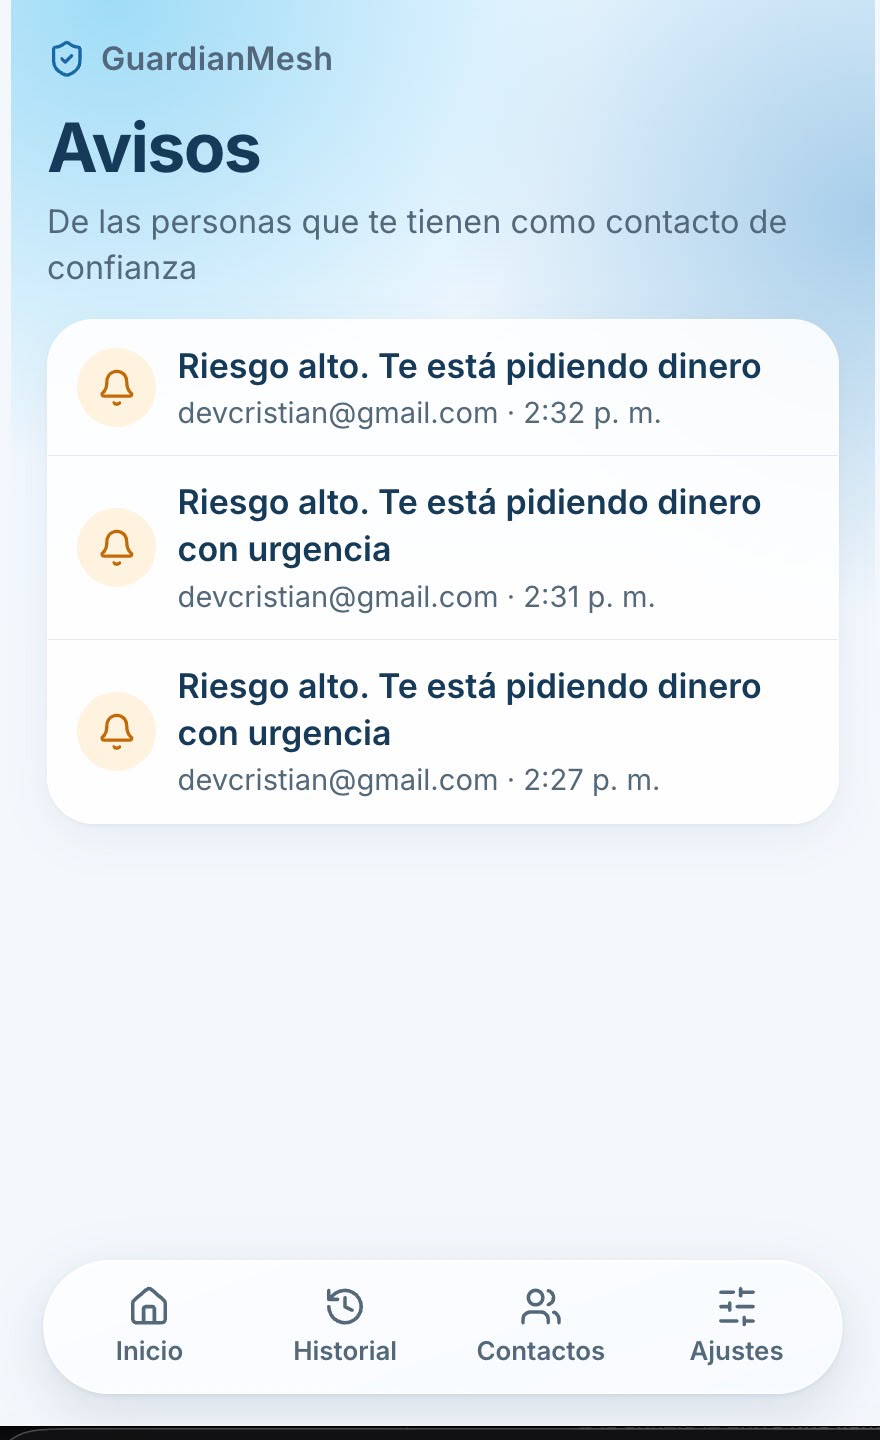 GuardianMesh
Avisos
De las personas que te tienen como contacto de
confianza
Riesgo alto. Te está pidiendo dinero
devcristian@gmail.com · 2:32 p. m.
Riesgo alto. Te está pidiendo dinero
con urgencia
devcristian@gmail.com · 2:31 p. m.
Riesgo alto. Te está pidiendo dinero
con urgencia
devcristian@gmail.com · 2:27 p. m.
Inicio
Historial
Contactos
Ajustes